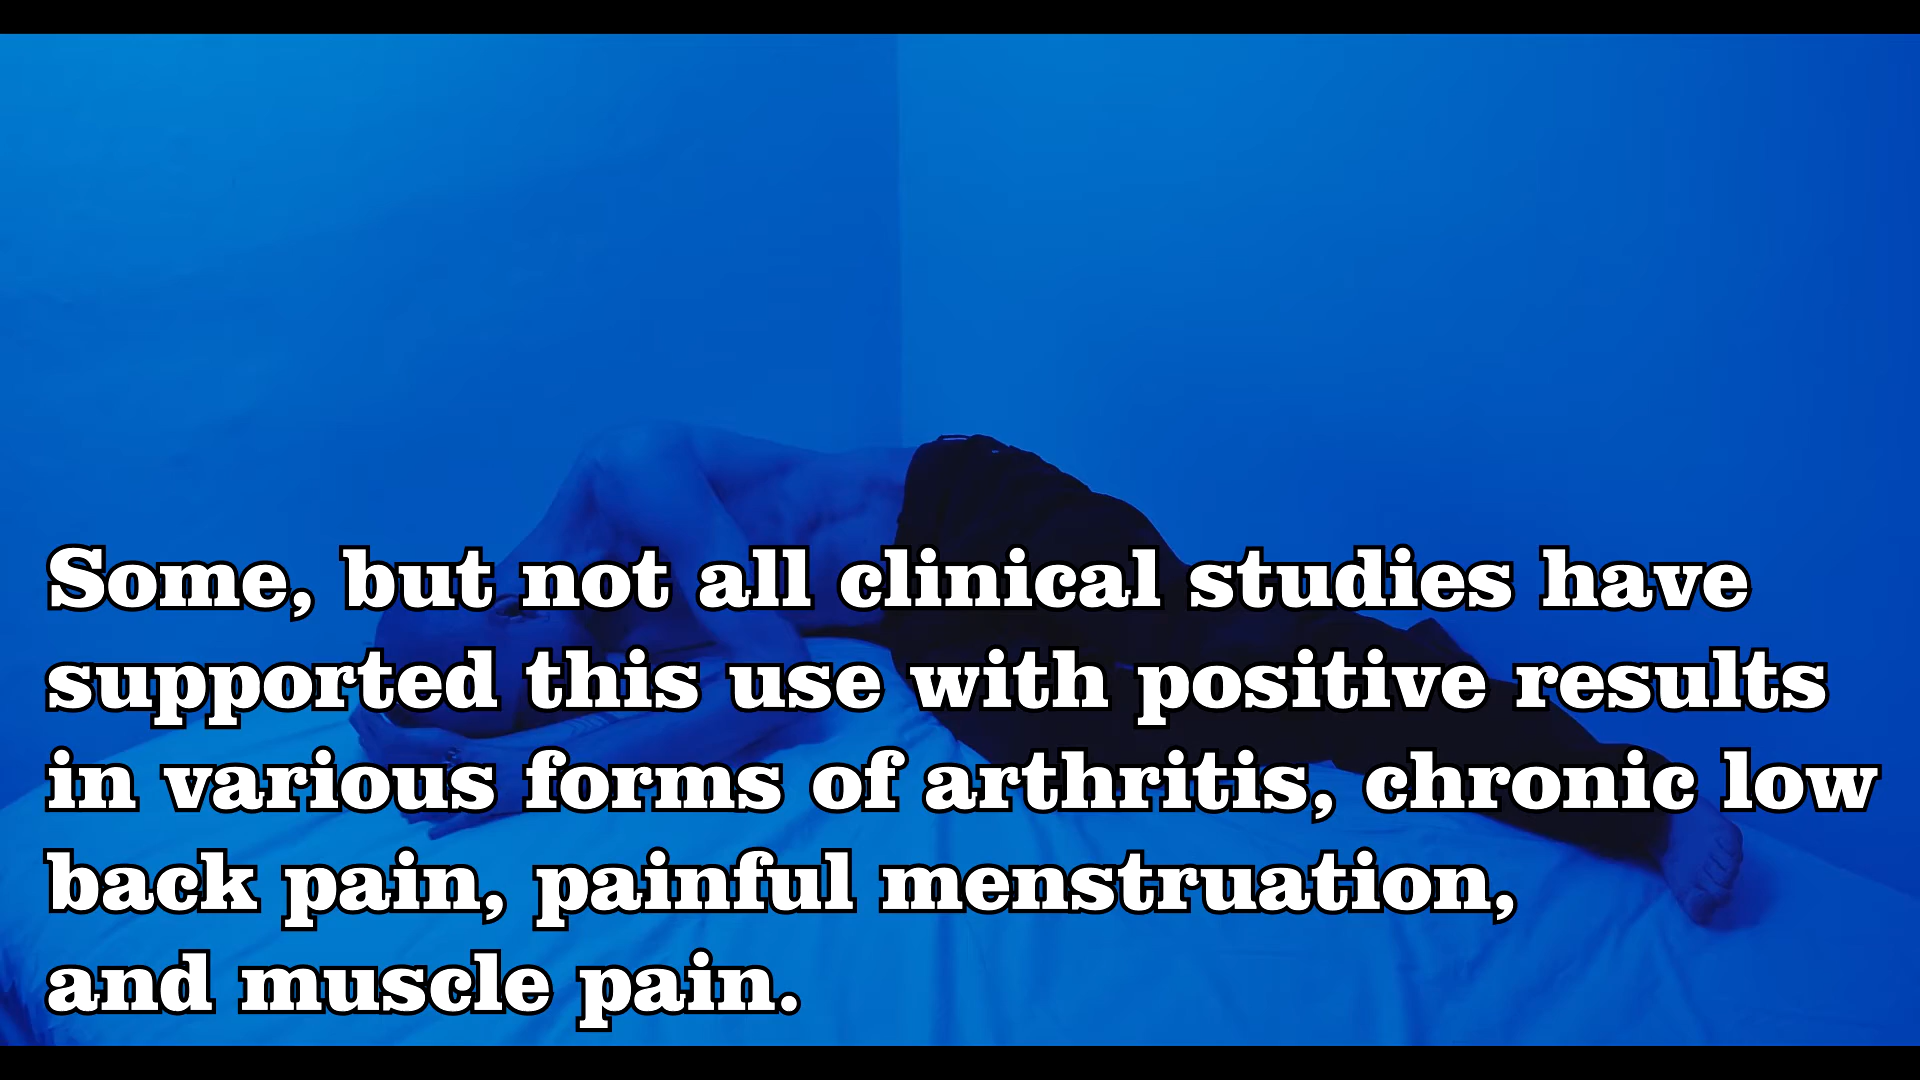 Some, but not all clinical studies have
supported this use with positive results
in various forms of arthritis, chronic low
back pain, painful menstruation,
and muscle pain.